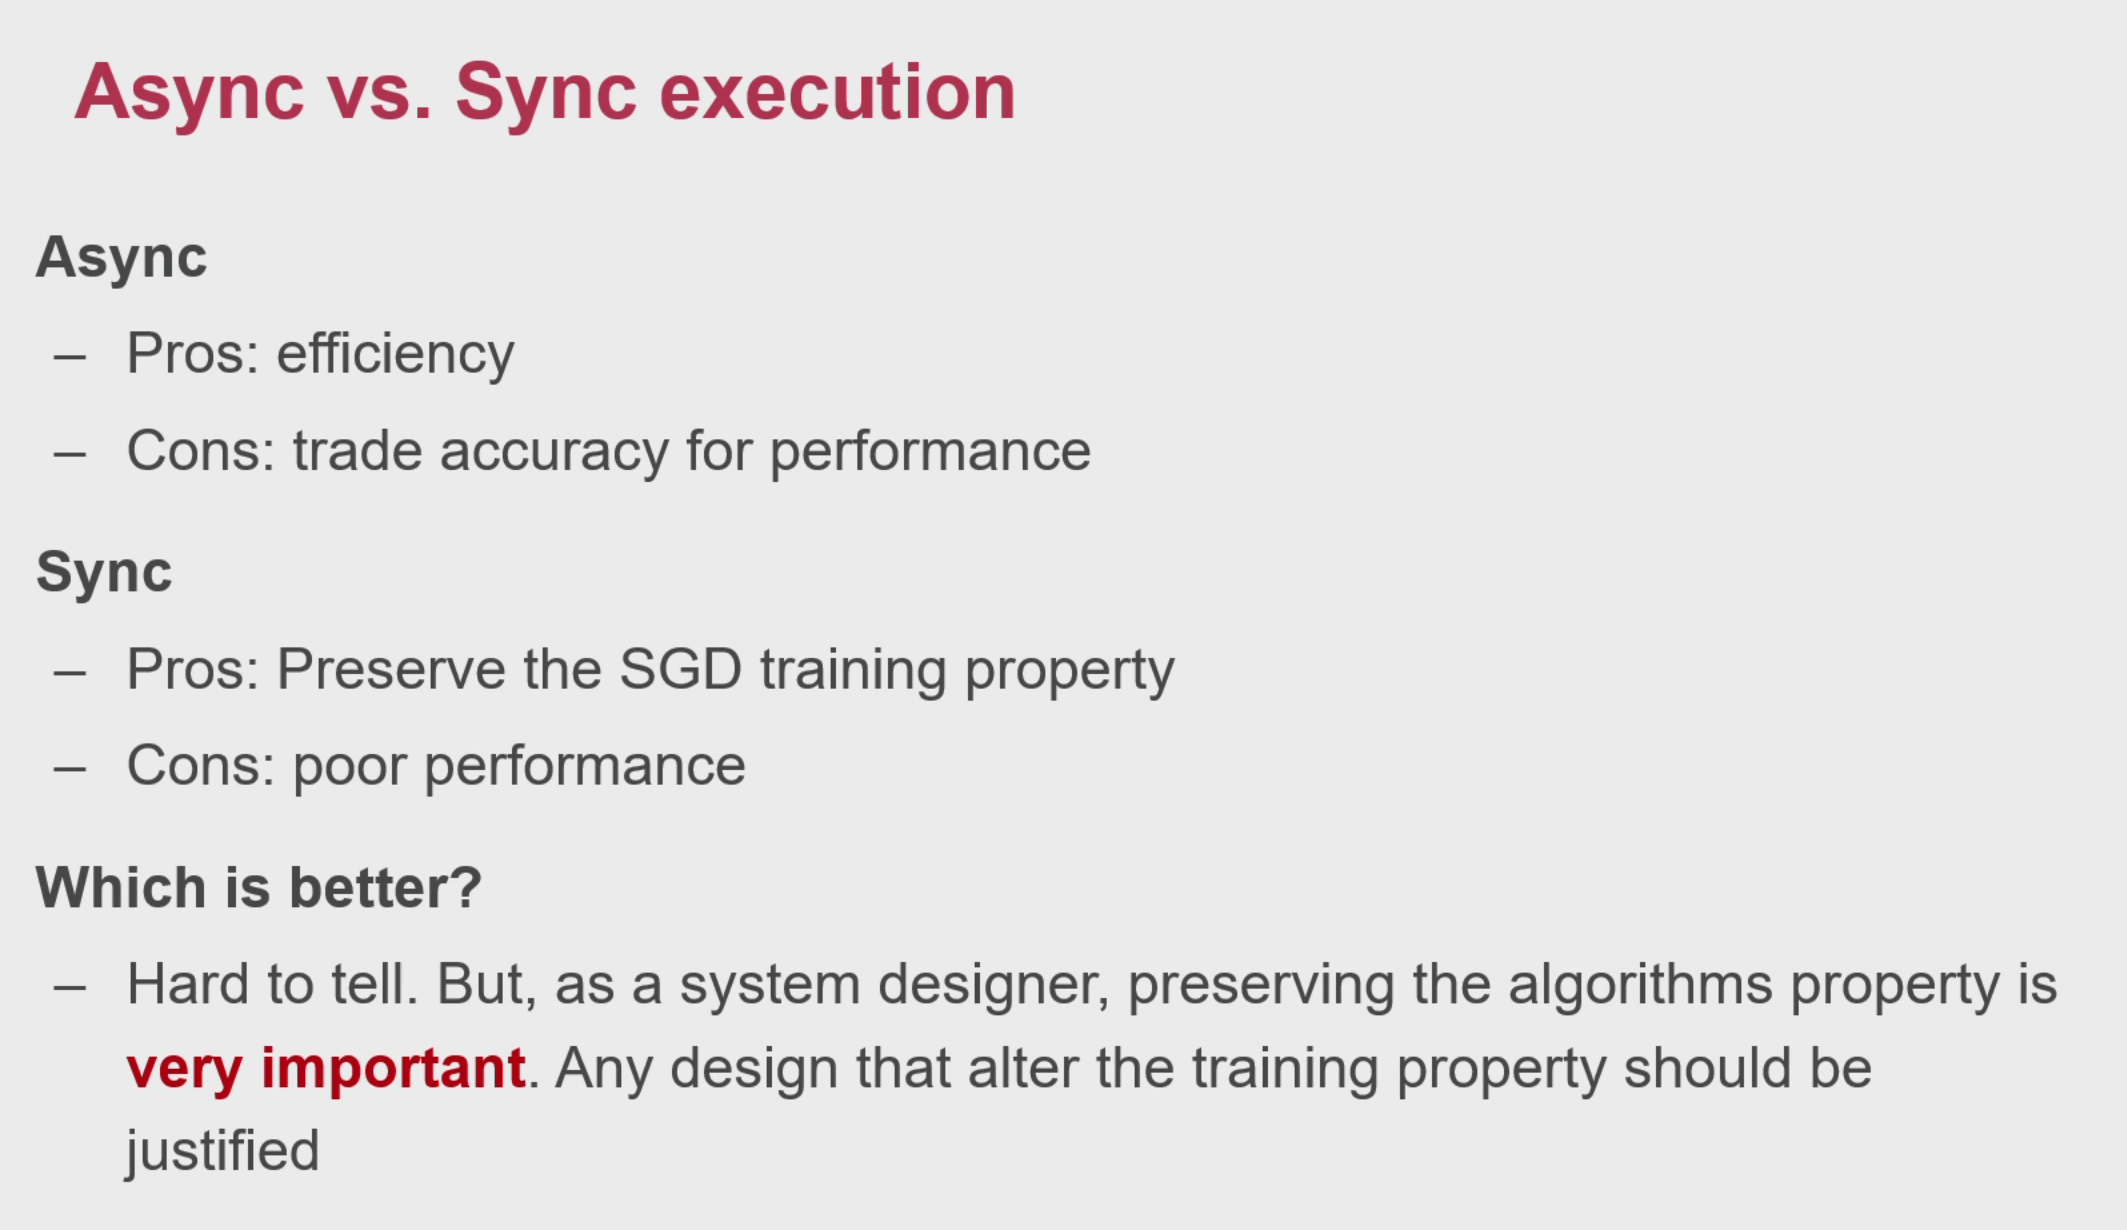 Async vs. Sync execution
Async
– Pros: efficiency
– Cons: trade accuracy for performance
Sync
– Pros: Preserve the SGD training property
– Cons: poor performance
Which is better?
– Hard to tell. But, as a system designer, preserving the algorithms property is
very important. Any design that alter the training property should be
justified